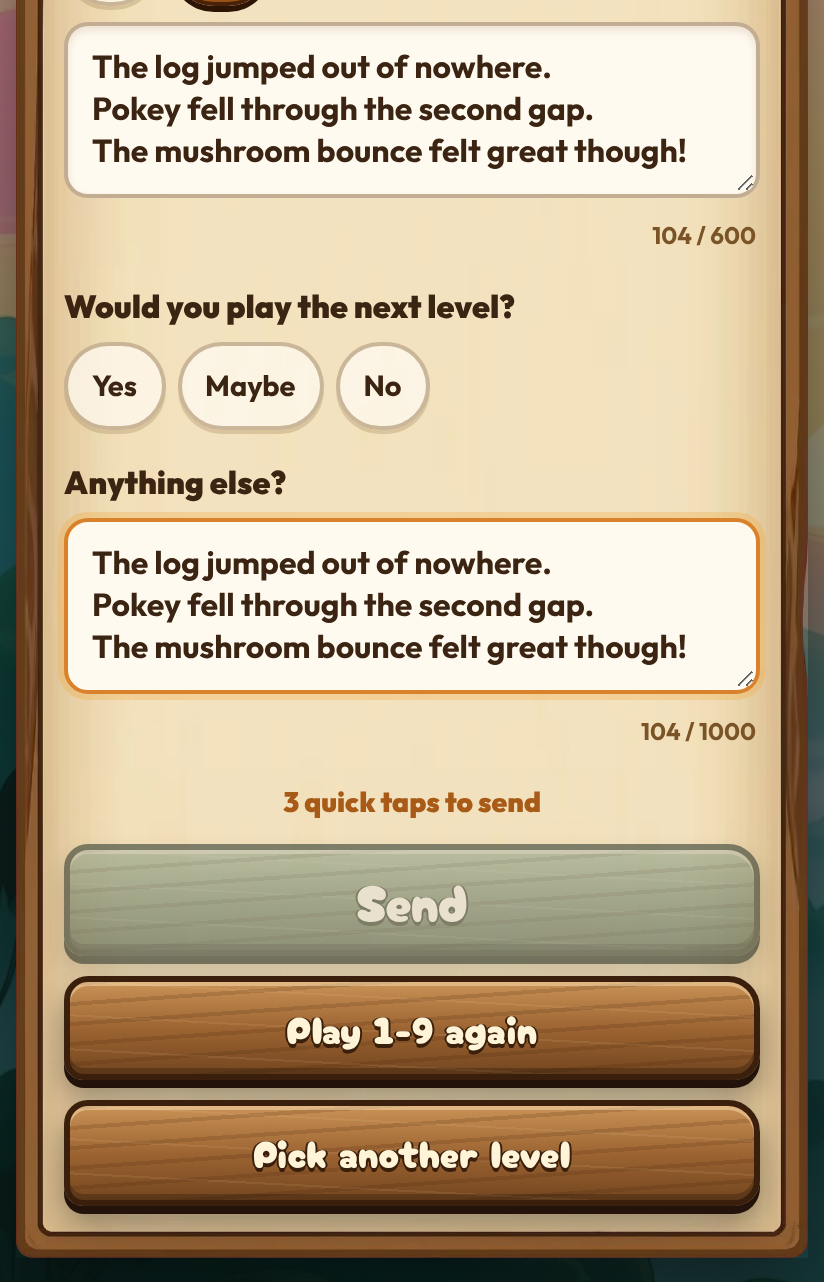 The log jumped out of nowhere.
Pokey fell through the second gap.
The mushroom bounce felt great though!
104 / 600
Would you play the next level?
Yes
Maybe
No
Anything else?
The log jumped out of nowhere.
Pokey fell through the second gap.
The mushroom bounce felt great though!
104 / 1000
3 quick taps to send
Send
Play 1-9 again
Pick another level